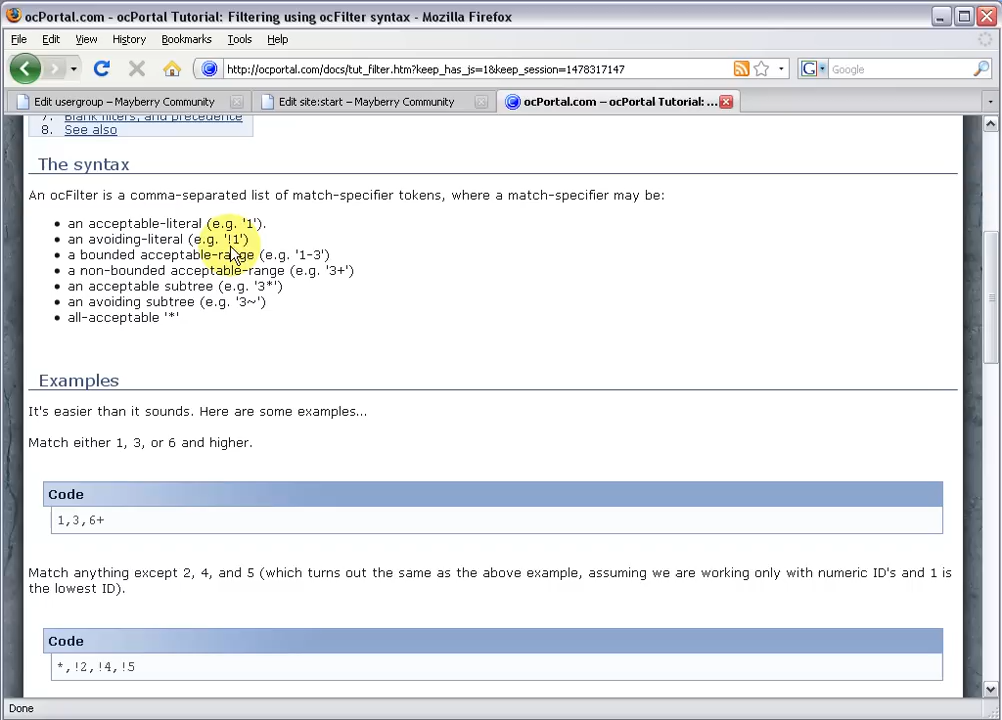 ocPortal.com - ocPortal Tutorial: Filtering using ocFilter syntax - Mozilla Firefox
File Edit View History Bookmarks Tools Help
http://ocportal.com/docs/tut_filter.htm?keep_has_js=1&keep_session=1478317147
G Google
Edit usergroup — Mayberry Community
Edit site:start — Mayberry Community
ocPortal.com — ocPortal Tutorial: ...
7. Blank filters, and precedence
8. See also
The syntax
An ocFilter is a comma-separated list of match-specifier tokens, where a match-specifier may be:
• an acceptable-literal (e.g. '1').
• an avoiding-literal (e.g. '!1')
• a bounded acceptable-range (e.g. '1-3')
• a non-bounded acceptable-range (e.g. '3+')
• an acceptable subtree (e.g. '3*')
• an avoiding subtree (e.g. '3~')
• all-acceptable '*'
Examples
It's easier than it sounds. Here are some examples...
Match either 1, 3, or 6 and higher.
Code
1,3,6+
Match anything except 2, 4, and 5 (which turns out the same as the above example, assuming we are working only with numeric ID's and 1 is
the lowest ID).
Code
*,!2,!4,!5
Done